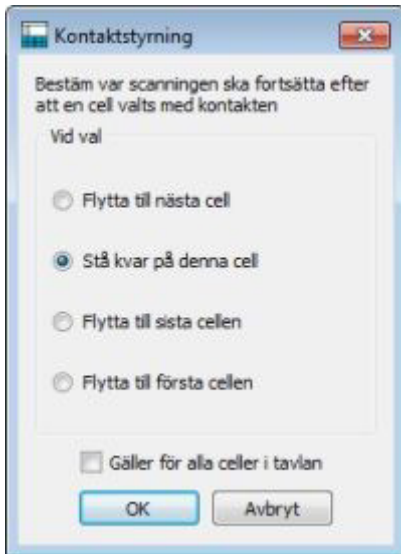 Kontaktstyrning
Bestäm var scanningen ska fortsätta efter
att en cell valts med kontakten
Vid val
Flytta till nästa cell
Stå kvar på denna cell
Flytta till sista cellen
Flytta till första cellen
Gäller för alla celler i tavlan
OK
Avbryt